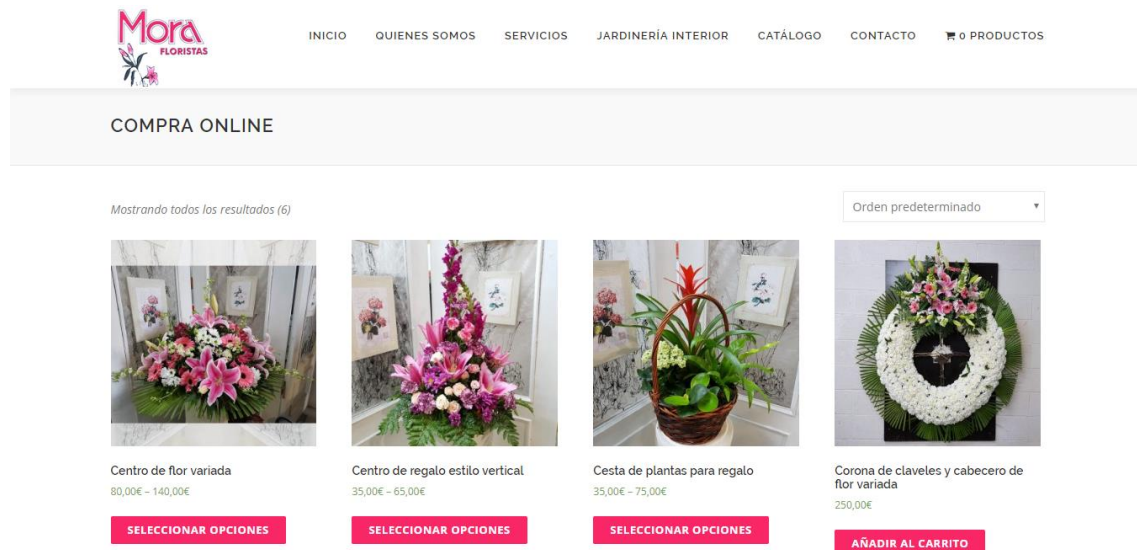 Mora
FLORISTAS
INICIO QUIENES SOMOS SERVICIOS JARDINERÍA INTERIOR CATÁLOGO CONTACTO 0 PRODUCTOS
COMPRA ONLINE
Mostrando todos los resultados (6)
Orden predeterminado
Centro de flor variada
80,00€ – 140,00€
SELECCIONAR OPCIONES
Centro de regalo estilo vertical
35,00€ – 65,00€
SELECCIONAR OPCIONES
Cesta de plantas para regalo
35,00€ – 75,00€
SELECCIONAR OPCIONES
Corona de claveles y cabecero de
flor variada
250,00€
AÑADIR AL CARRITO